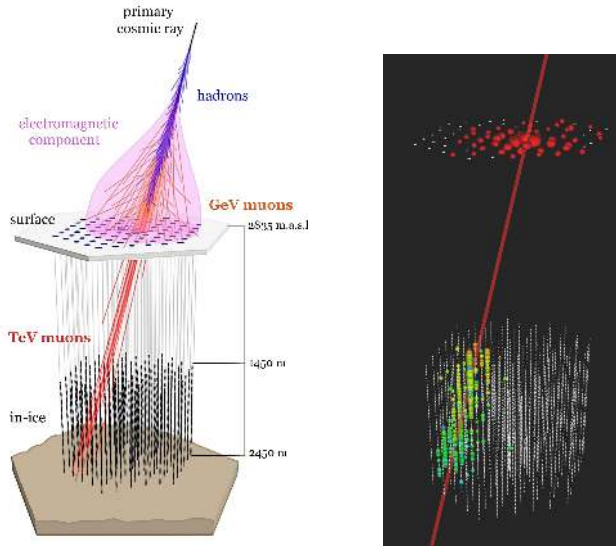 primary
cosmic ray
hadrons
electromagnetic
component
GeV muons
surface
2835 m.a.s.l
TeV muons
1450 m
in-ice
2450 m